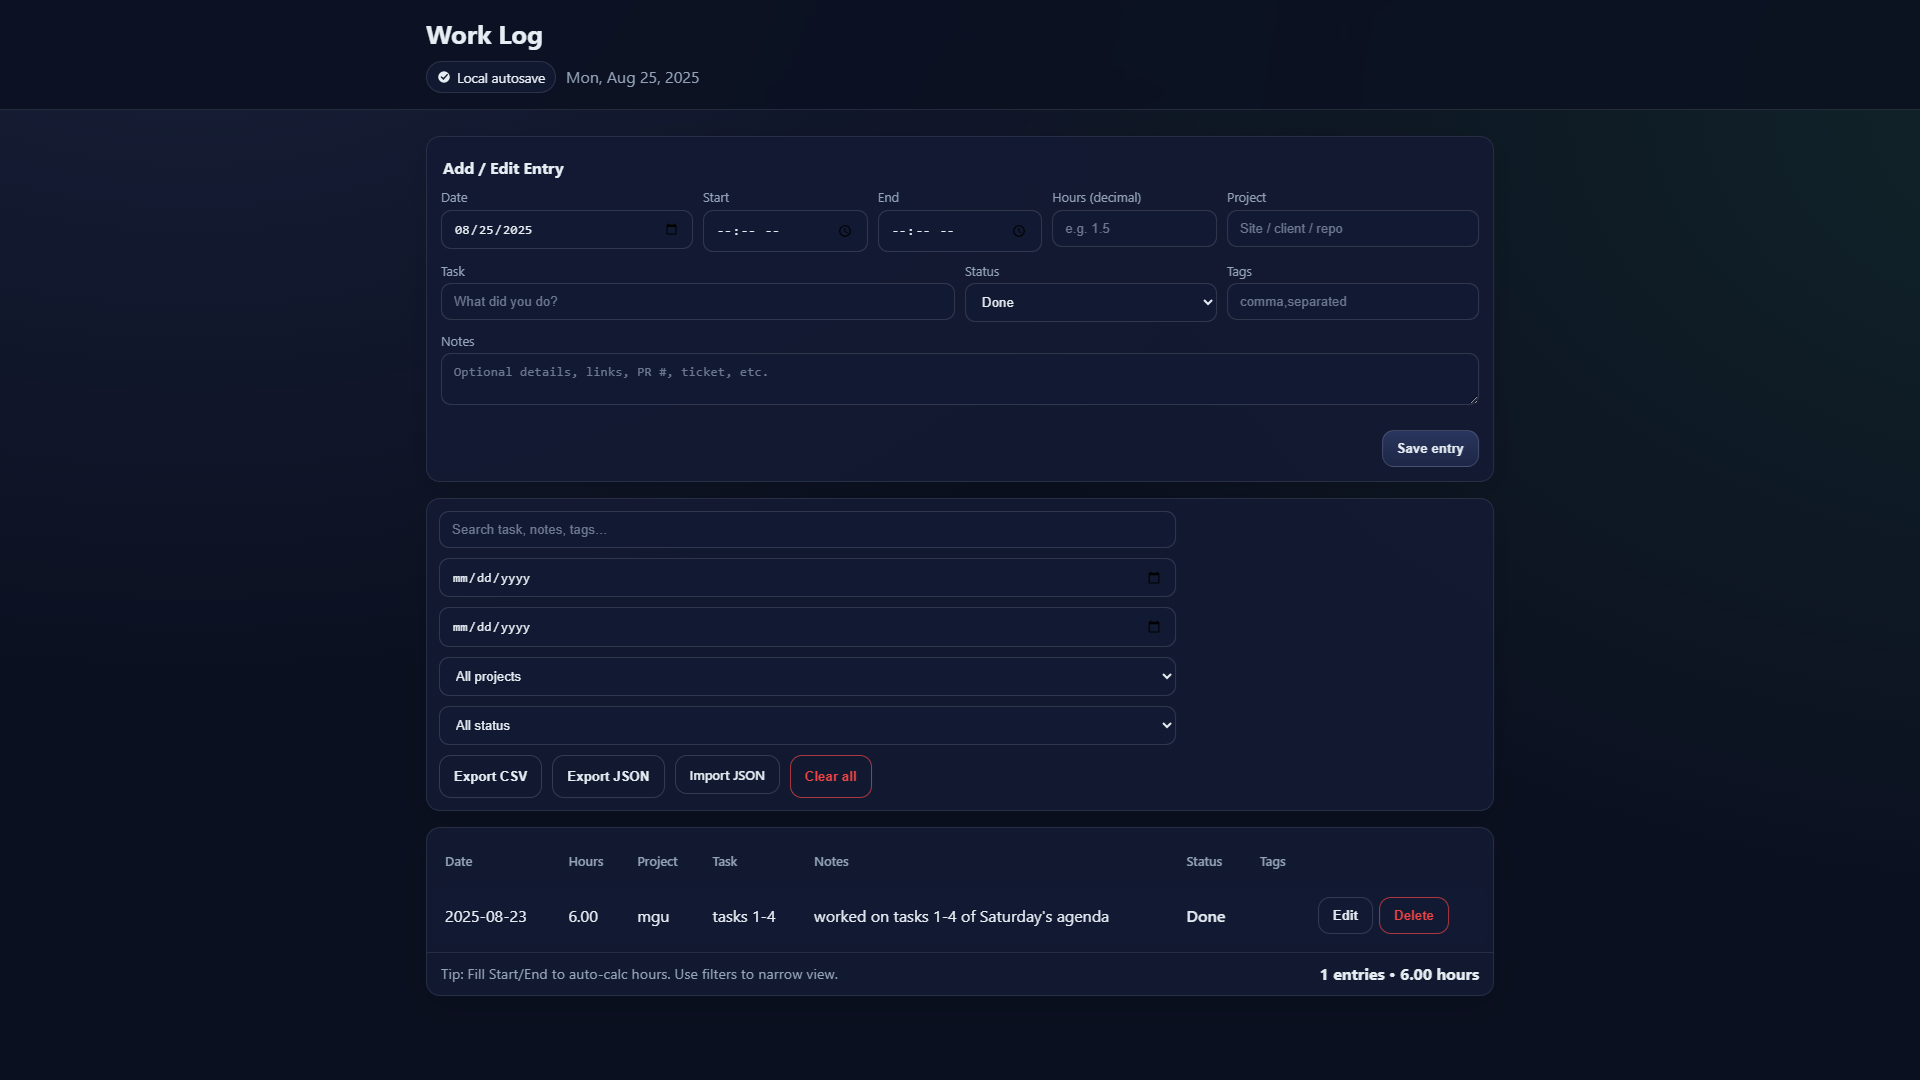 Work Log
Local autosave Mon, Aug 25, 2025
Add / Edit Entry
Date Start End Hours (decimal) Project
08/25/2025 --:-- -- --:-- -- e.g. 1.5 Site / client / repo
Task Status Tags
What did you do? Done comma,separated
Notes
Optional details, links, PR #, ticket, etc.
Save entry
Search task, notes, tags...
mm/dd/yyyy
mm/dd/yyyy
All projects
All status
Export CSV Export JSON Import JSON Clear all
Date Hours Project Task Notes Status Tags
2025-08-23 6.00 mgu tasks 1-4 worked on tasks 1-4 of Saturday's agenda Done Edit Delete
Tip: Fill Start/End to auto-calc hours. Use filters to narrow view. 1 entries • 6.00 hours